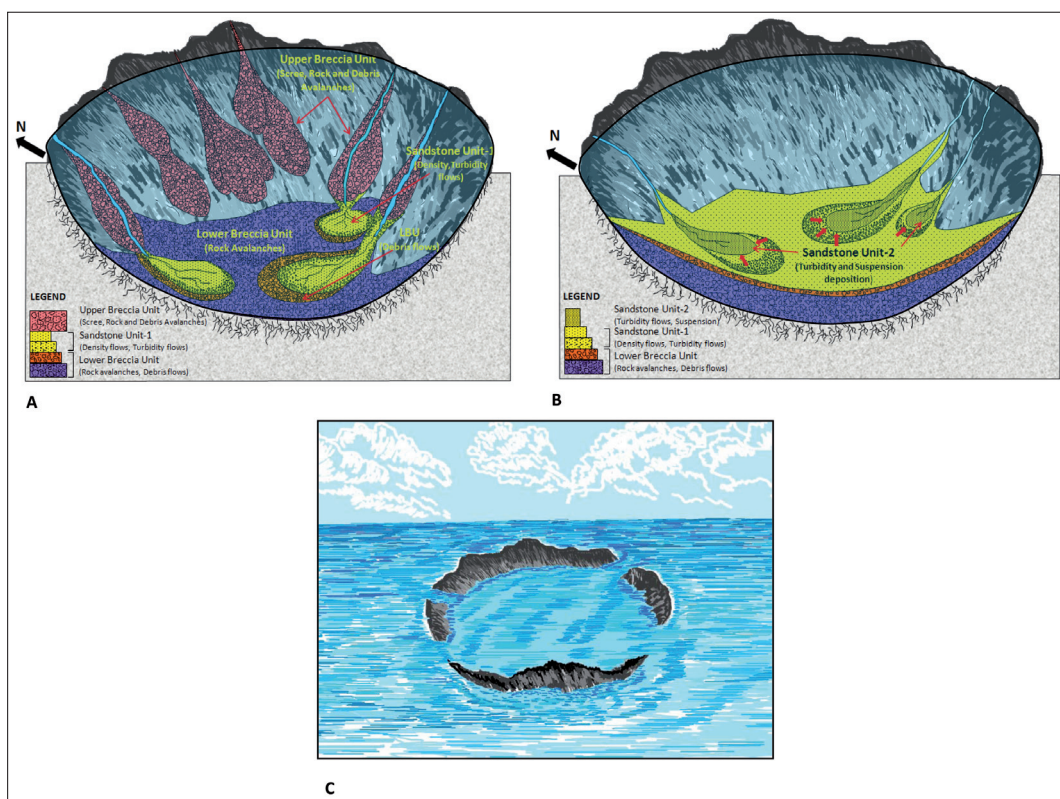 N
Upper Breccia Unit
(Scree, Rock and Debris
Avalanches)
Sandstone Unit-1
(Density, Turbidity
flows)
Lower Breccia Unit
(Rock Avalanches)
LBU
(Debris flows)
LEGEND
Upper Breccia Unit
(Scree, Rock and Debris Avalanches)
Sandstone Unit-1
(Density flows, Turbidity flows)
Lower Breccia Unit
(Rock avalanches, Debris flows)
A
N
Sandstone Unit-2
(Turbidity and Suspension
deposition)
LEGEND
Sandstone Unit-2
(Turbidity flows, Suspension)
Sandstone Unit-1
(Density flows, Turbidity flows)
Lower Breccia Unit
(Rock avalanches, Debris flows)
B
C